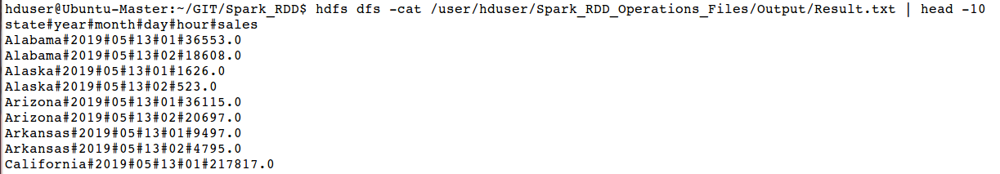 hduser@Ubuntu-Master:~/GIT/Spark_RDD$ hdfs dfs -cat /user/hduser/Spark_RDD_Operations_Files/Output/Result.txt | head -10
state#year#month#day#hour#sales
Alabama#2019#05#13#01#36553.0
Alabama#2019#05#13#02#18608.0
Alaska#2019#05#13#01#1626.0
Alaska#2019#05#13#02#523.0
Arizona#2019#05#13#01#36115.0
Arizona#2019#05#13#02#20697.0
Arkansas#2019#05#13#01#9497.0
Arkansas#2019#05#13#02#4795.0
California#2019#05#13#01#217817.0